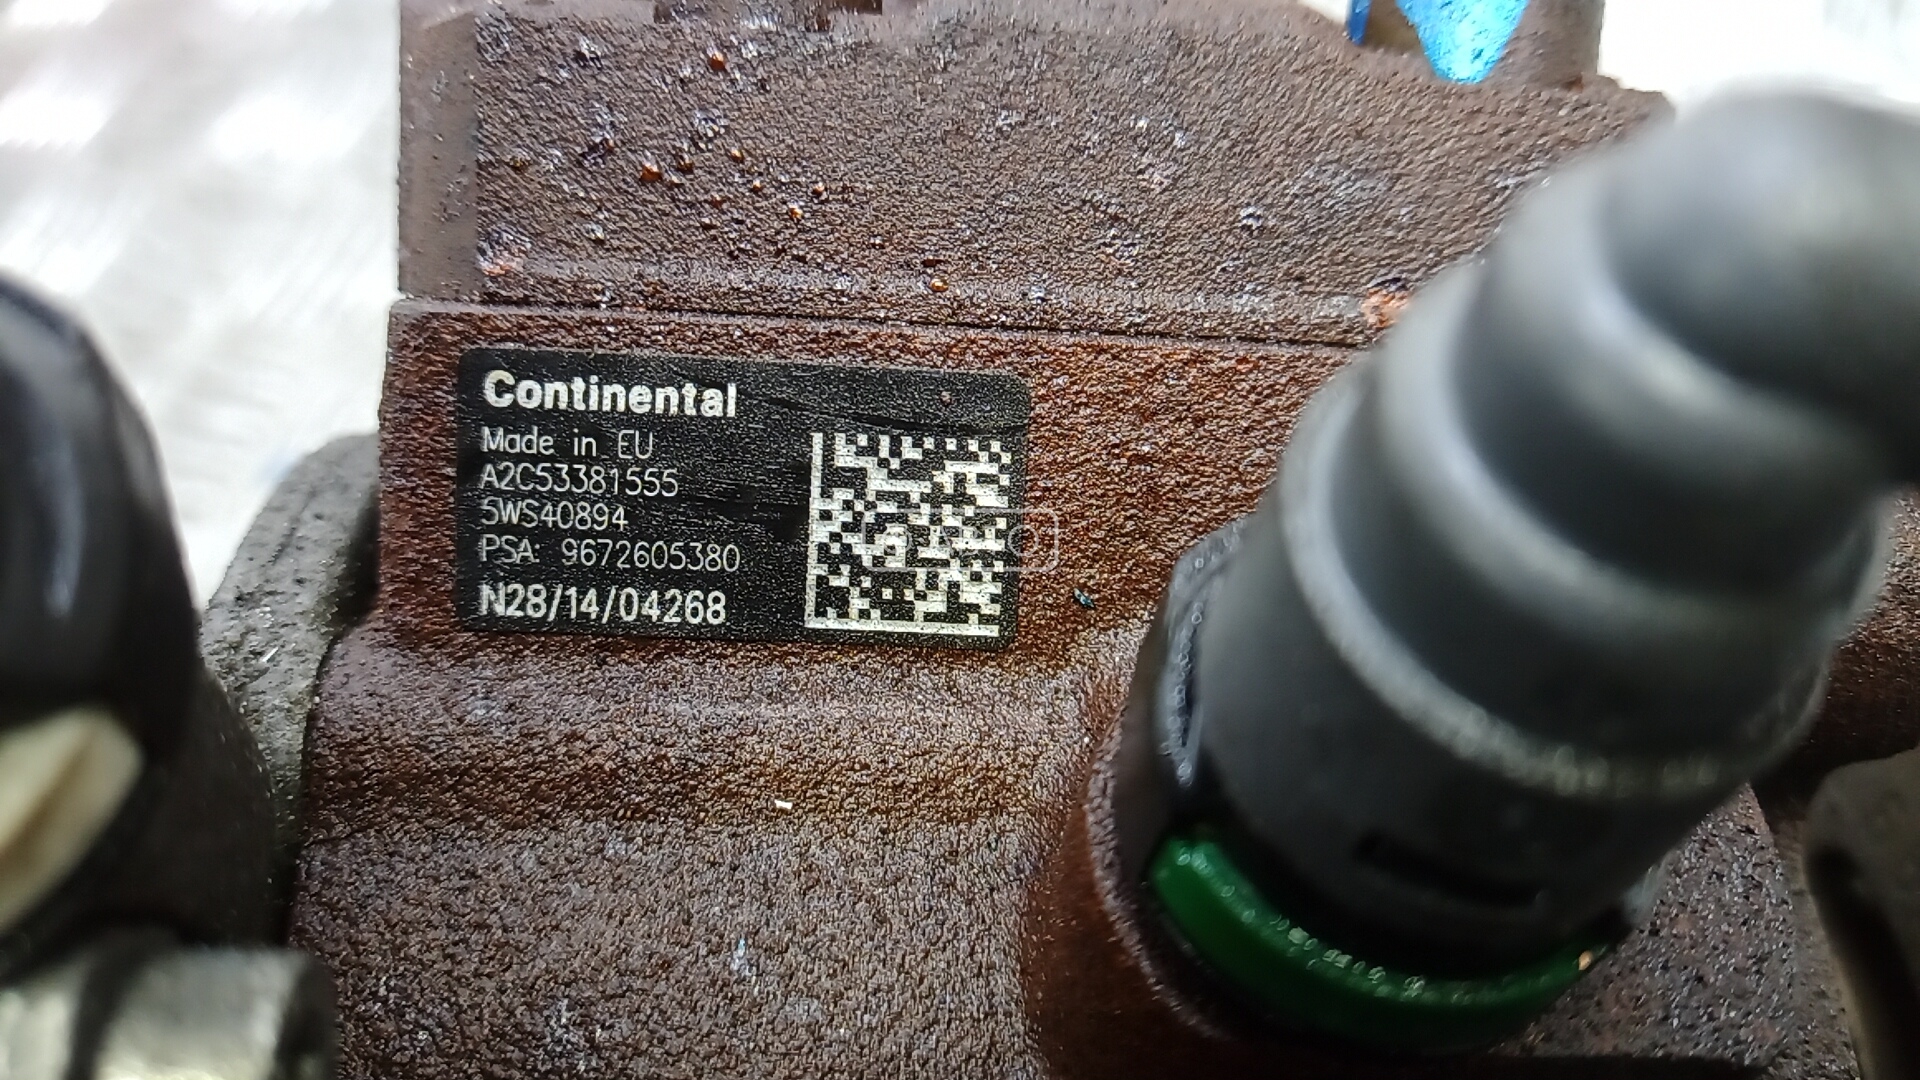 Continental
Made in EU
A2C53381555
5WS40894
PSA: 9672605380
N28/14/04268